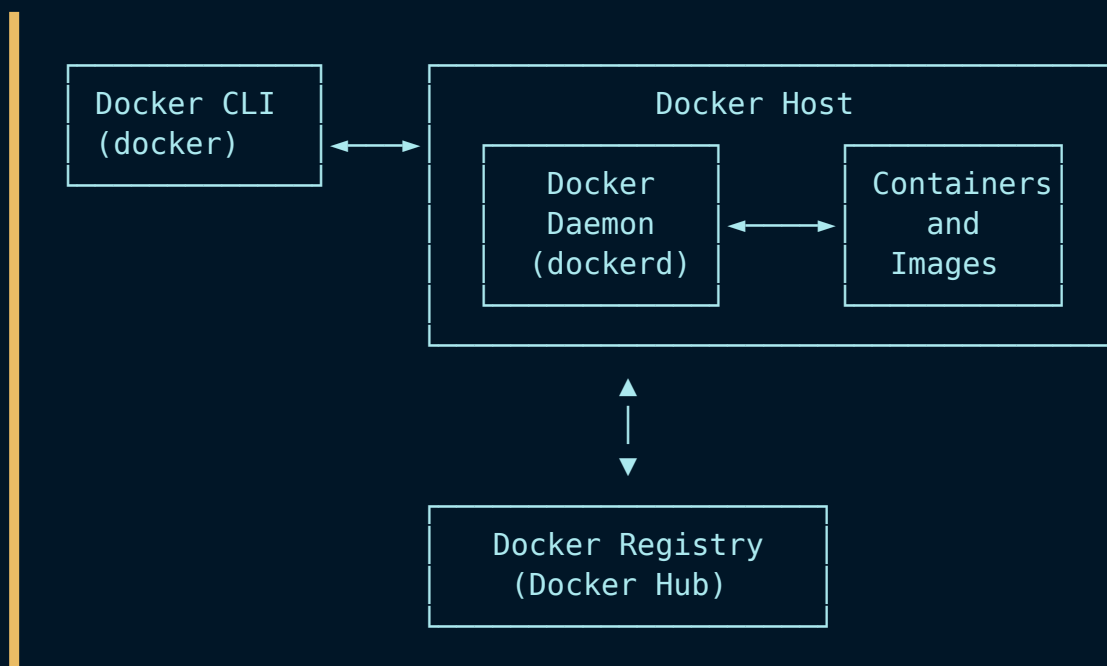 Docker CLI
(docker)
Docker Host
Docker
Daemon
(dockerd)
Containers
and
Images
Docker Registry
(Docker Hub)